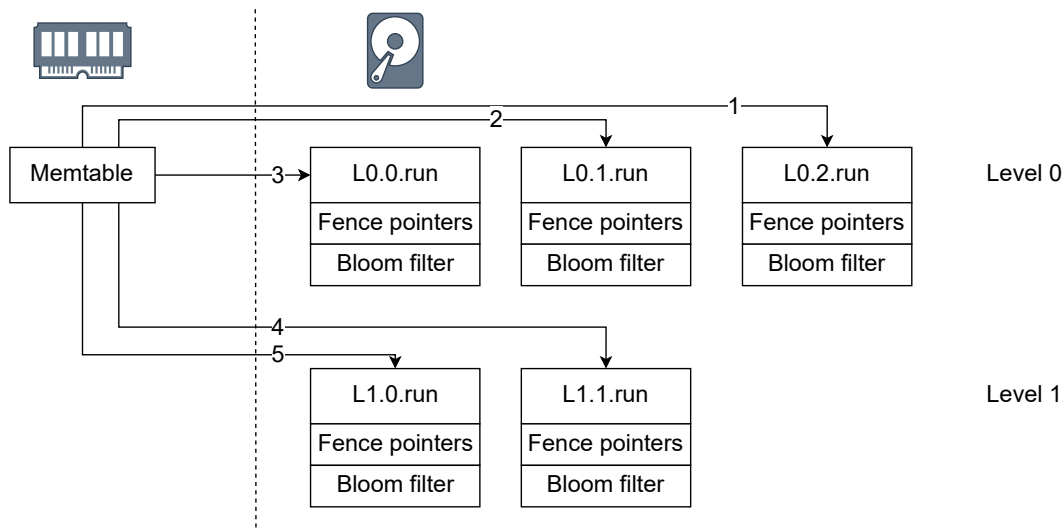 1
2
Memtable
3
L0.0.run
L0.1.run
L0.2.run
Level 0
Fence pointers
Fence pointers
Fence pointers
Bloom filter
Bloom filter
Bloom filter
4
5
L1.0.run
L1.1.run
Level 1
Fence pointers
Fence pointers
Bloom filter
Bloom filter